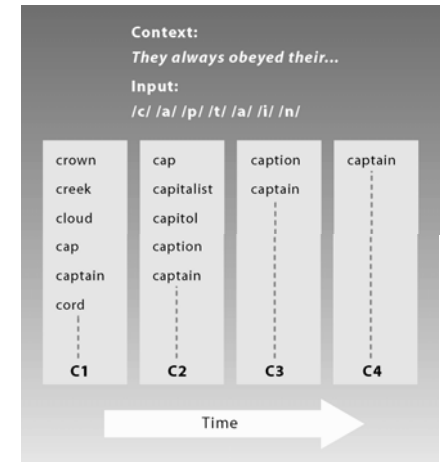 Context:
They always obeyed their...
Input:
/c/ /a/ /p/ /t/ /a/ /i/ /n/
crown
creek
cloud
cap
captain
cord
C1
cap
capitalist
capitol
caption
captain
C2
caption
captain
C3
captain
C4
Time